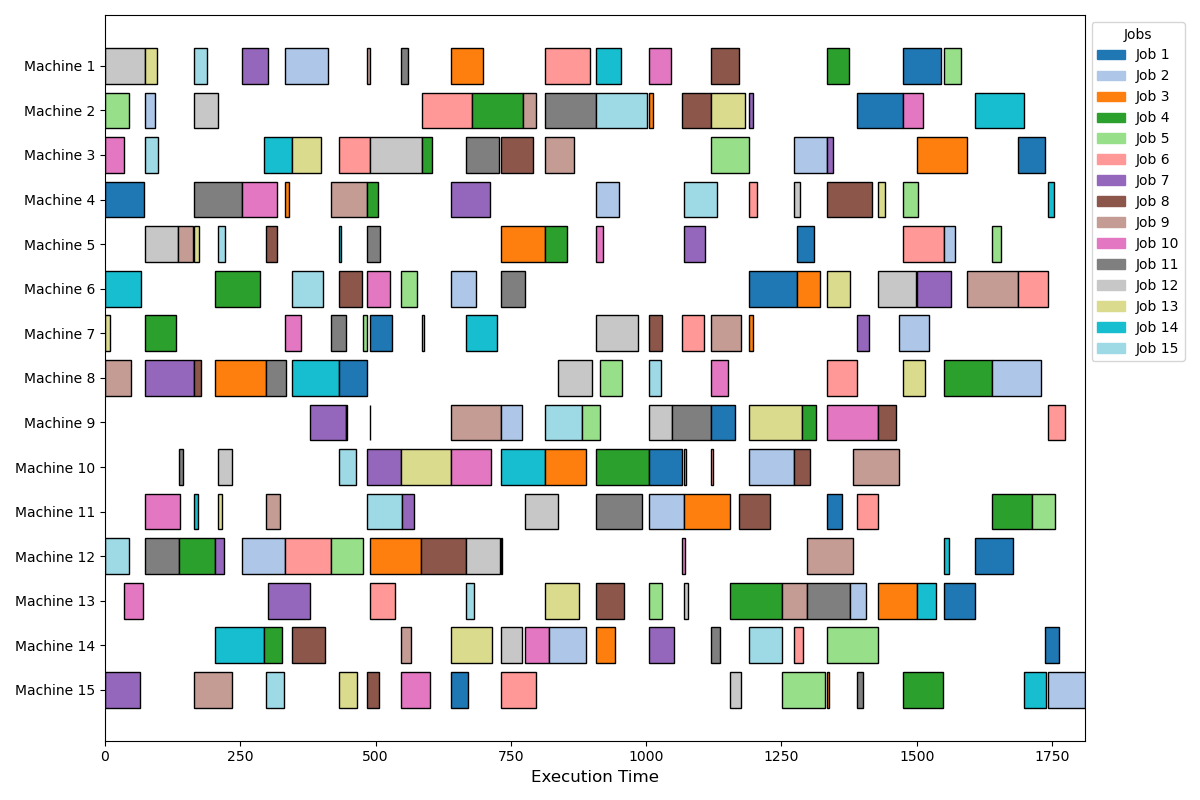 Machine 1
Machine 2
Machine 3
Machine 4
Machine 5
Machine 6
Machine 7
Machine 8
Machine 9
Machine 10
Machine 11
Machine 12
Machine 13
Machine 14
Machine 15
0 250 500 750 1000 1250 1500 1750
Execution Time
Jobs
Job 1
Job 2
Job 3
Job 4
Job 5
Job 6
Job 7
Job 8
Job 9
Job 10
Job 11
Job 12
Job 13
Job 14
Job 15